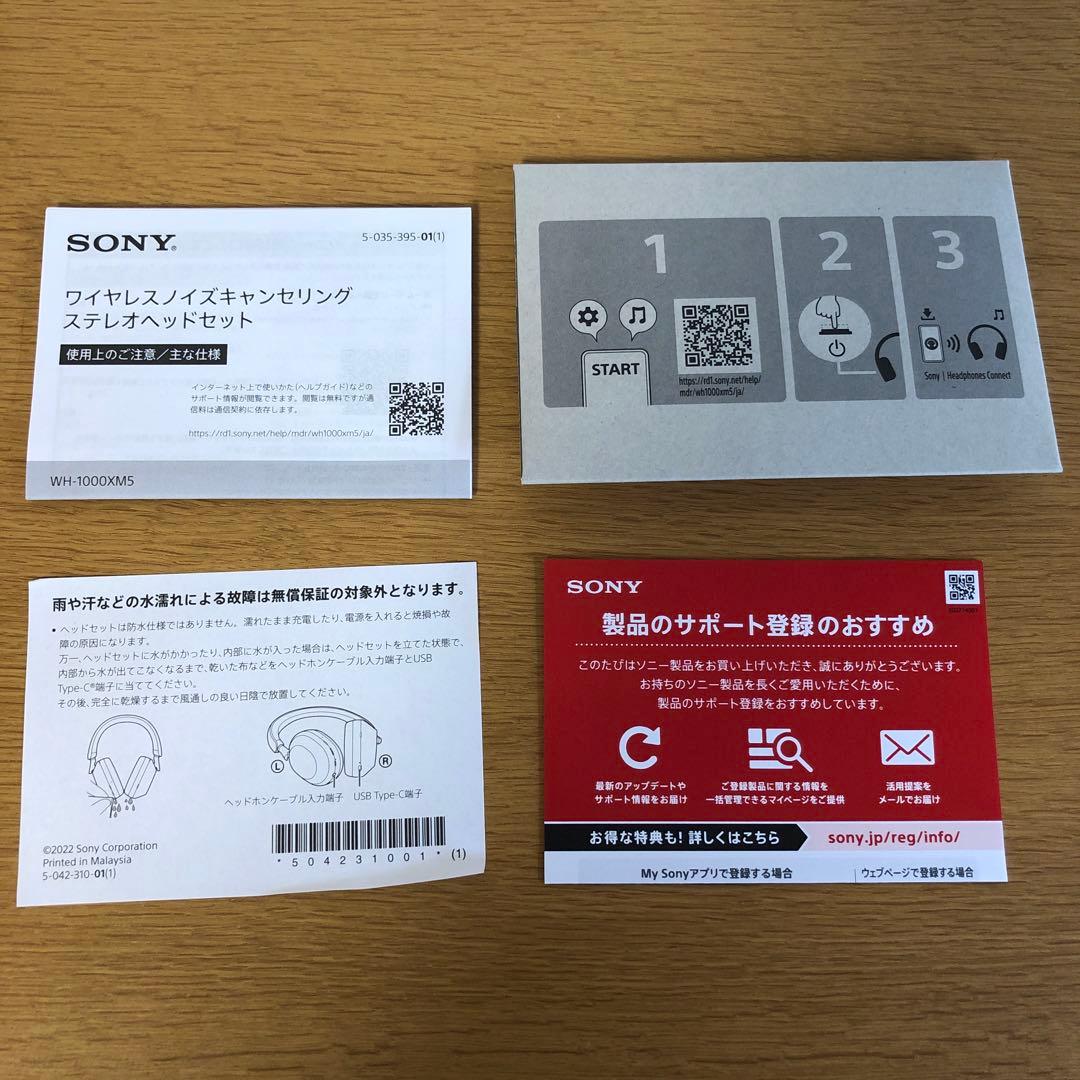 SONY®
5-035-395-01(1)
ワイヤレスノイズキャンセリング
ステレオヘッドセット
使用上のご注意／主な仕様
インターネット上で使いかた(ヘルプガイド)などの
サポート情報が閲覧できます。閲覧は無料ですが通
信料は通信契約に依存します。
https://rd1.sony.net/help/mdr/wh1000xm5/ja/
WH-1000XM5
1
START
https://rd1.sony.net/help/
mdr/wh1000xm5/ja/
2
3
Sony | Headphones Connect
雨や汗などの水濡れによる故障は無償保証の対象外となります。
• ヘッドセットは防水仕様ではありません。濡れたまま充電したり、電源を入れると焼損や故
障の原因になります。
万一、ヘッドセットに水がかかったり、内部に水が入った場合は、ヘッドセットを立てた状態で、
内部から水が出てこなくなるまで、乾いた布などをヘッドホンケーブル入力端子とUSB
Type-C®端子に当ててください。
その後、完全に乾燥するまで風通しの良い日陰で放置してください。
L
R
ヘッドホンケーブル入力端子 USB Type-C端子
©2022 Sony Corporation
Printed in Malaysia
5-042-310-01(1)
*504231001* (1)
SONY
製品のサポート登録のおすすめ
このたびはソニー製品をお買い上げいただき、誠にありがとうございます。
お持ちのソニー製品を長くご愛用いただくために、
製品のサポート登録をおすすめしています。
最新のアップデートや
サポート情報をお届け
ご登録製品に関する情報を
一括管理できるマイページをご提供
活用提案を
メールでお届け
お得な特典も! 詳しくはこちら
sony.jp/reg/info/
My Sonyアプリで登録する場合
ウェブページで登録する場合